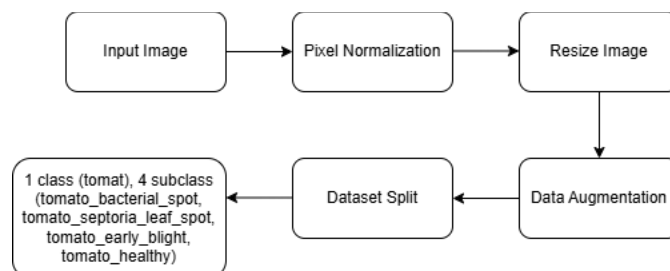 Input Image
Pixel Normalization
Resize Image
1 class (tomat), 4 subclass
(tomato_bacterial_spot,
tomato_septoria_leaf_spot,
tomato_early_blight,
tomato_healthy)
Dataset Split
Data Augmentation